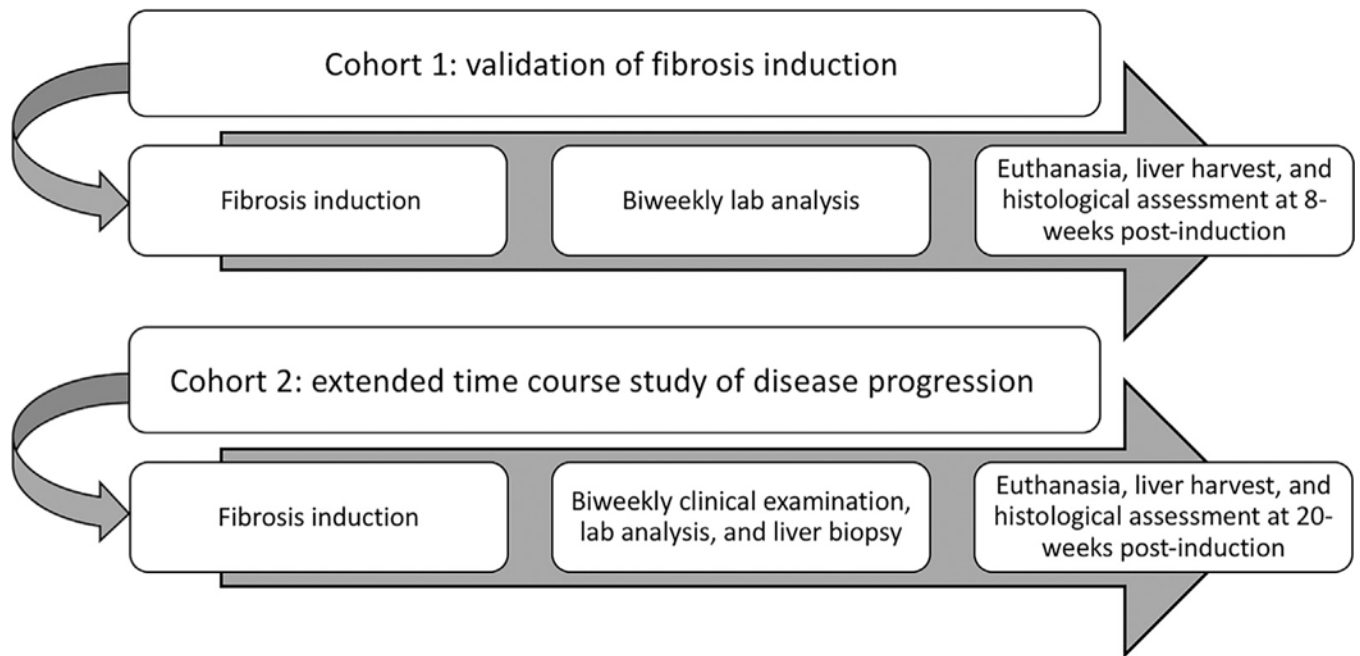 Cohort 1: validation of fibrosis induction
Fibrosis induction
Biweekly lab analysis
Euthanasia, liver harvest, and
histological assessment at 8-
weeks post-induction
Cohort 2: extended time course study of disease progression
Fibrosis induction
Biweekly clinical examination,
lab analysis, and liver biopsy
Euthanasia, liver harvest, and
histological assessment at 20-
weeks post-induction